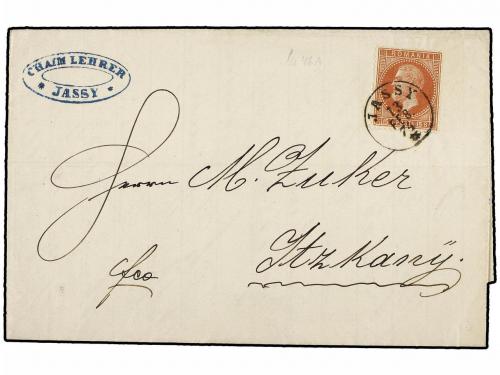 CHAIM LEHRER
* JASSY *
ROMANIA
JASSY
Herrn M. Zuker
fco
Itzkany.